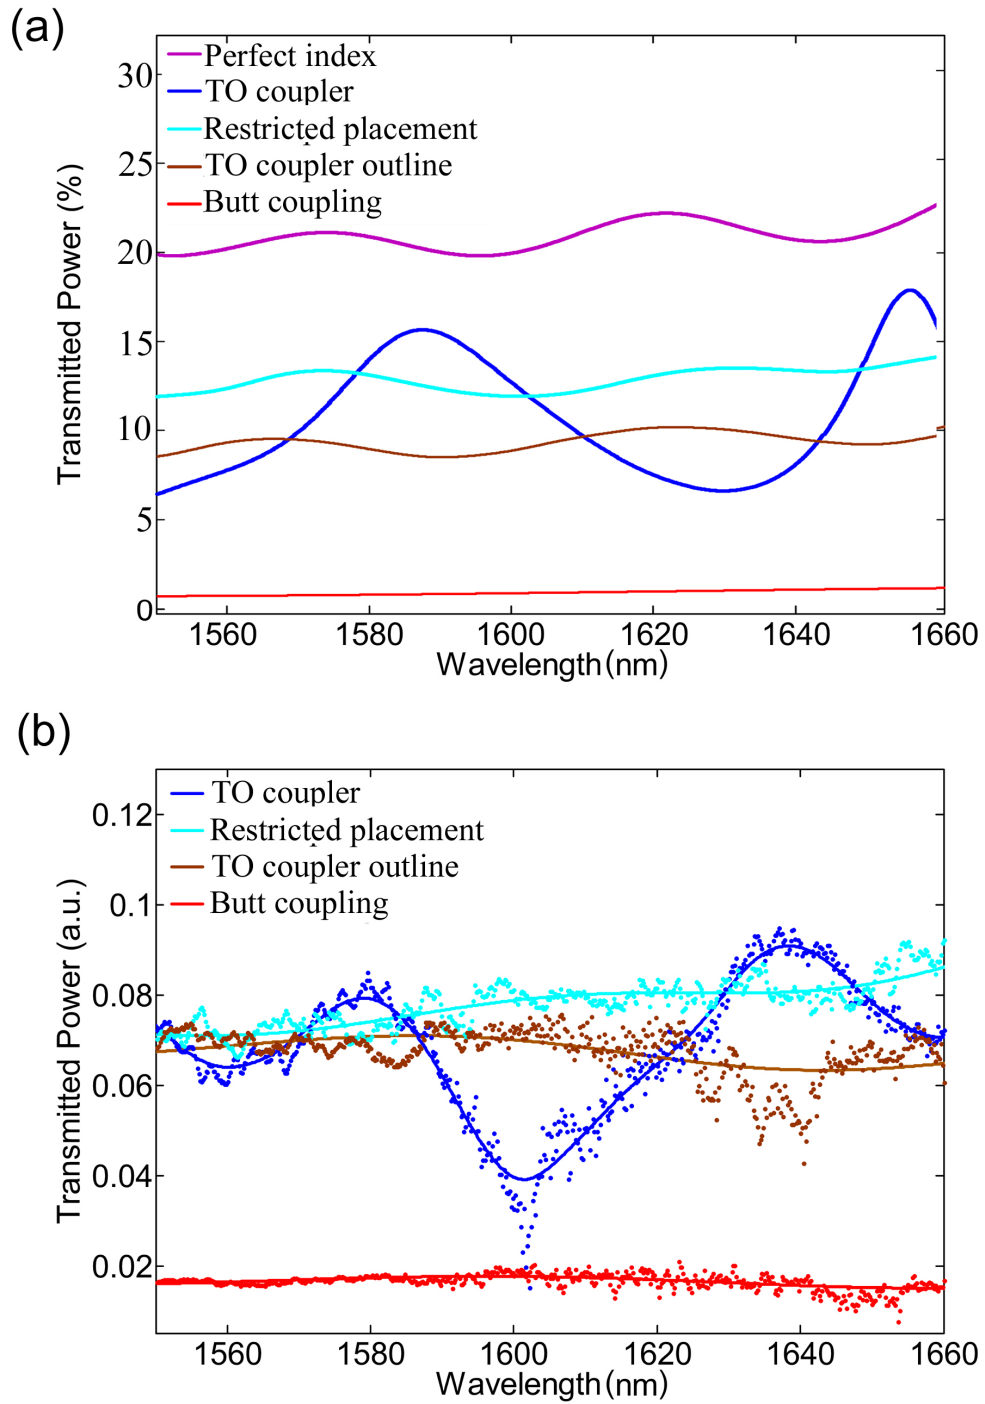 (a)
Perfect index
TO coupler
Restricted placement
TO coupler outline
Butt coupling
Transmitted Power (%)
30
25
20
15
10
5
0
1560 1580 1600 1620 1640 1660
Wavelength(nm)
(b)
TO coupler
Restricted placement
TO coupler outline
Butt coupling
Transmitted Power (a.u.)
0.12
0.1
0.08
0.06
0.04
0.02
1560 1580 1600 1620 1640 1660
Wavelength(nm)